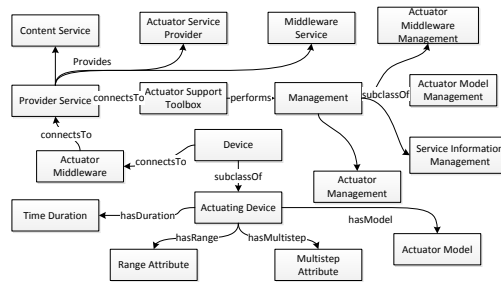 Content Service
Actuator Service
Provider
Middleware
Service
Actuator
Middleware
Management
Provides
Provider Service
connectsTo
Actuator Support
Toolbox
performs
Management
subclassOf
Actuator Model
Management
connectsTo
Actuator
Middleware
connectsTo
Device
Service Information
Management
subclassOf
Actuator
Management
Time Duration
hasDuration
Actuating Device
hasModel
hasRange
hasMultistep
Actuator Model
Range Attribute
Multistep
Attribute